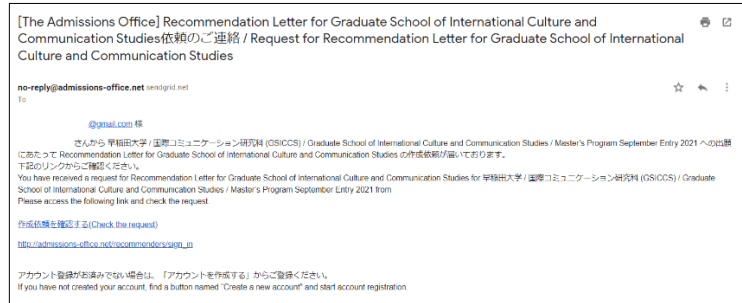 [The Admissions Office] Recommendation Letter for Graduate School of International Culture and
Communication Studies依頼のご連絡 / Request for Recommendation Letter for Graduate School of International
Culture and Communication Studies
no-reply@admissions-office.net sendgrid.net
To
@gmail.com 様
さんから 早稲田大学 / 国際コミュニケーション研究科 (GSICCS) / Graduate School of International Culture and Communication Studies / Master's Program September Entry 2021 への出願
にあたって Recommendation Letter for Graduate School of International Culture and Communication Studies の作成依頼が届いております。
下記のリンクからご確認ください。
You have received a request for Recommendation Letter for Graduate School of International Culture and Communication Studies for 早稲田大学 / 国際コミュニケーション研究科 (GSICCS) / Graduate
School of International Culture and Communication Studies / Master's Program September Entry 2021 from
Please access the following link and check the request.
作成依頼を確認する(Check the request)
http://admissions-office.net/recommenders/sign_in
アカウント登録がお済みでない場合は、「アカウントを作成する」からご登録ください。
If you have not created your account, find a button named "Create a new account" and start account registration.